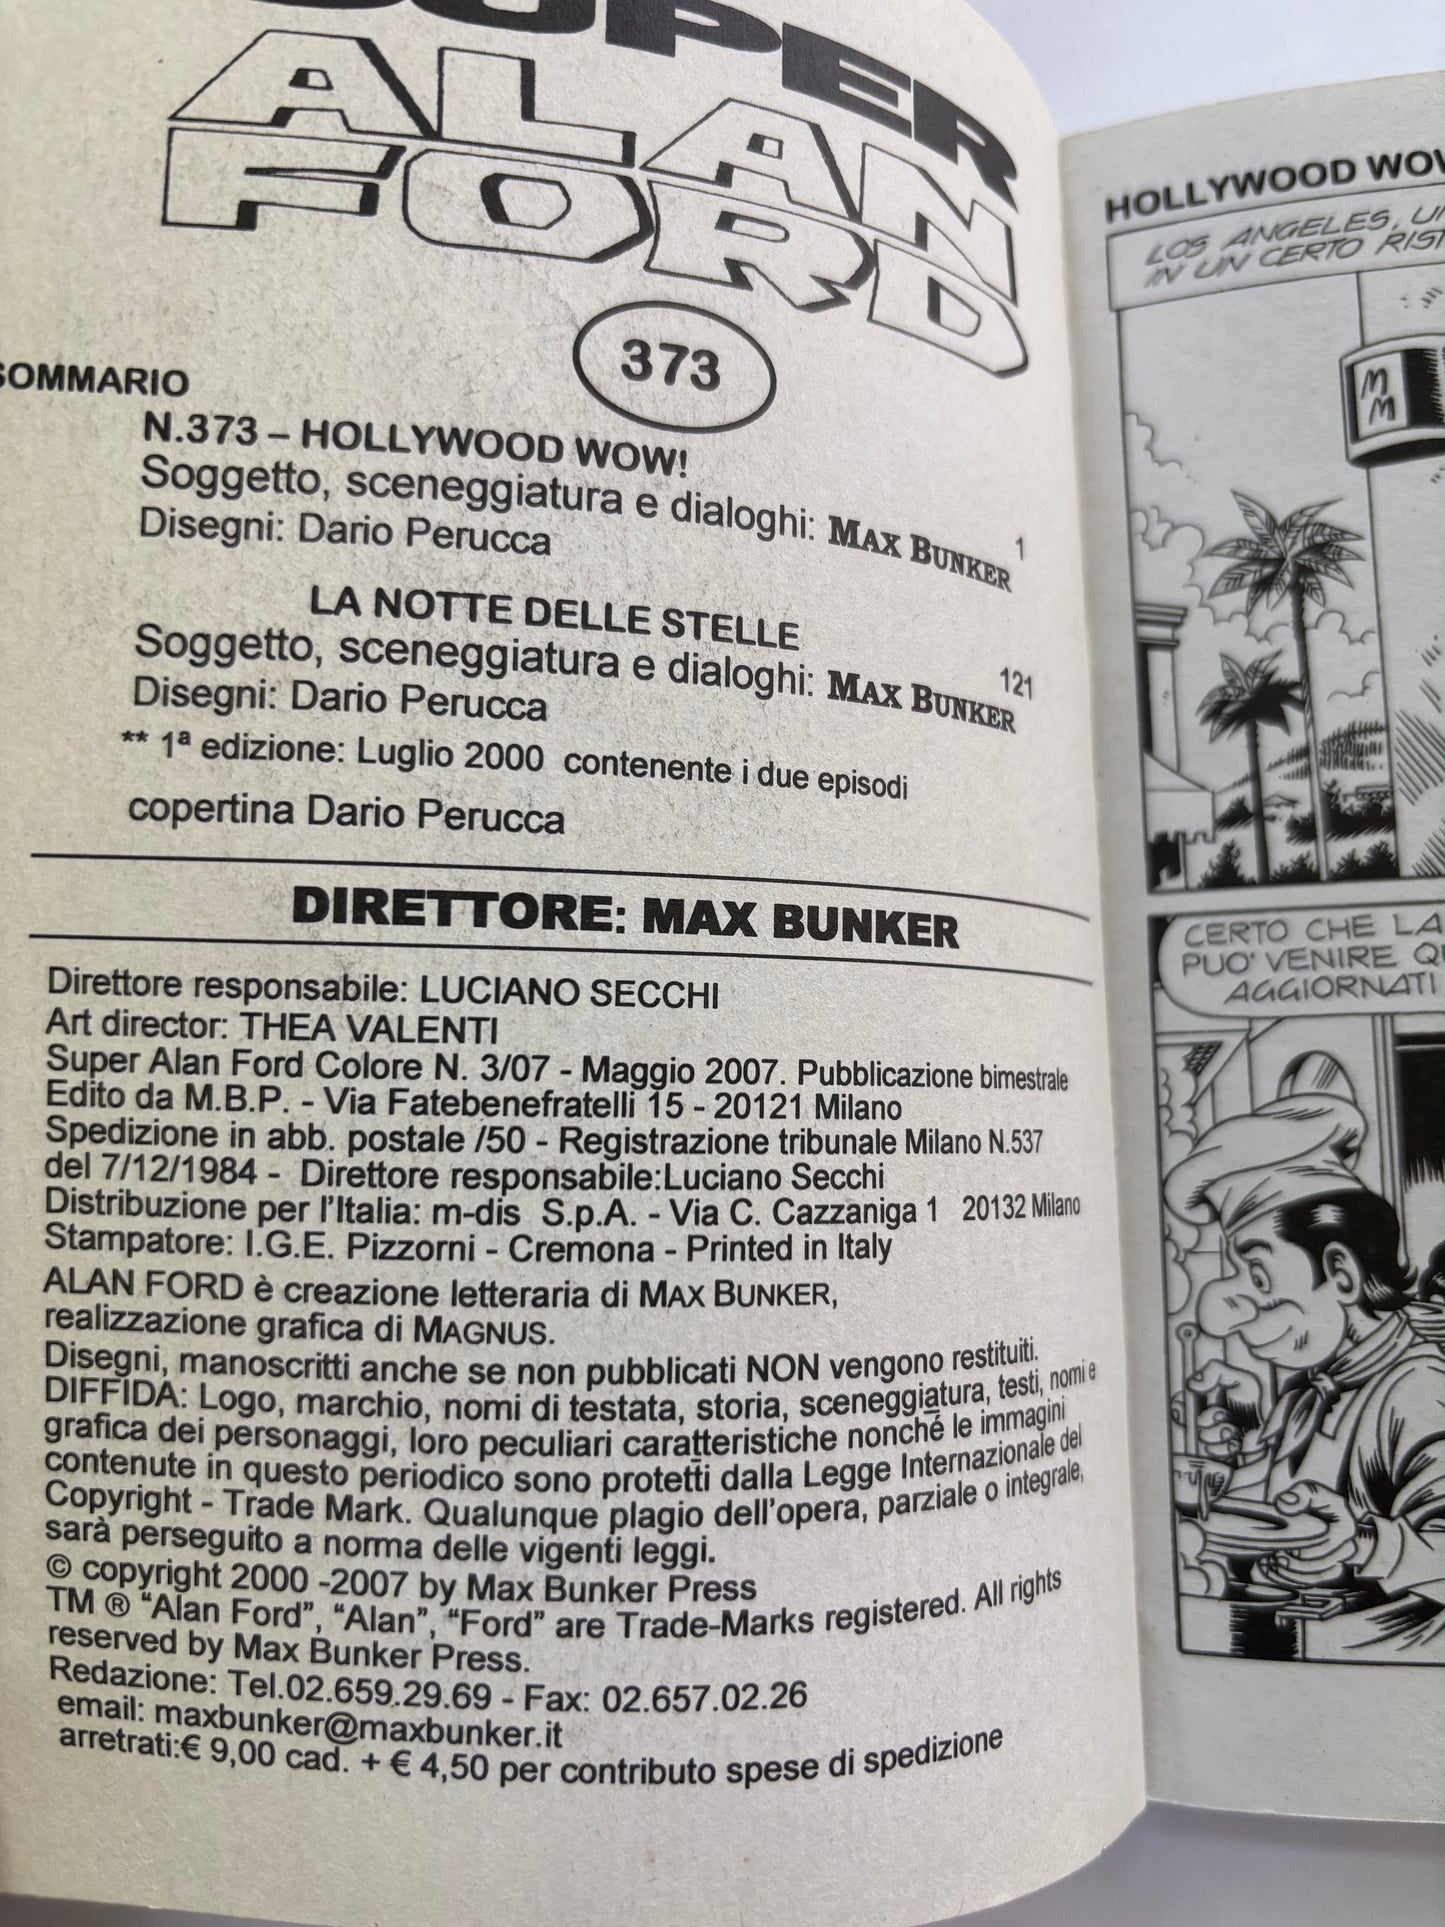 SUPER
ALAN
FORD
373
SOMMARIO
N.373 – HOLLYWOOD WOW!
Soggetto, sceneggiatura e dialoghi: MAX BUNKER 1
Disegni: Dario Perucca
LA NOTTE DELLE STELLE
Soggetto, sceneggiatura e dialoghi: MAX BUNKER 121
Disegni: Dario Perucca
** 1ª edizione: Luglio 2000 contenente i due episodi
copertina Dario Perucca
DIRETTORE: MAX BUNKER
Direttore responsabile: LUCIANO SECCHI
Art director: THEA VALENTI
Super Alan Ford Colore N. 3/07 - Maggio 2007. Pubblicazione bimestrale
Edito da M.B.P. - Via Fatebenefratelli 15 - 20121 Milano
Spedizione in abb. postale /50 - Registrazione tribunale Milano N.537
del 7/12/1984 - Direttore responsabile:Luciano Secchi
Distribuzione per l'Italia: m-dis S.p.A. - Via C. Cazzaniga 1 20132 Milano
Stampatore: I.G.E. Pizzorni - Cremona - Printed in Italy
ALAN FORD è creazione letteraria di MAX BUNKER,
realizzazione grafica di MAGNUS.
Disegni, manoscritti anche se non pubblicati NON vengono restituiti.
DIFFIDA: Logo, marchio, nomi di testata, storia, sceneggiatura, testi, nomi e
grafica dei personaggi, loro peculiari caratteristiche nonché le immagini
contenute in questo periodico sono protetti dalla Legge Internazionale del
Copyright - Trade Mark. Qualunque plagio dell'opera, parziale o integrale,
sarà perseguito a norma delle vigenti leggi.
© copyright 2000 -2007 by Max Bunker Press
TM ® “Alan Ford”, “Alan”, “Ford” are Trade-Marks registered. All rights
reserved by Max Bunker Press.
Redazione: Tel.02.659.29.69 - Fax: 02.657.02.26
email: maxbunker@maxbunker.it
arretrati:€ 9,00 cad. + € 4,50 per contributo spese di spedizione
HOLLYWOOD
LOS ANGELES,
IN UN CERTO
M
M
CERTO CHE LA
PUO' VENIRE
AGGIORNATI